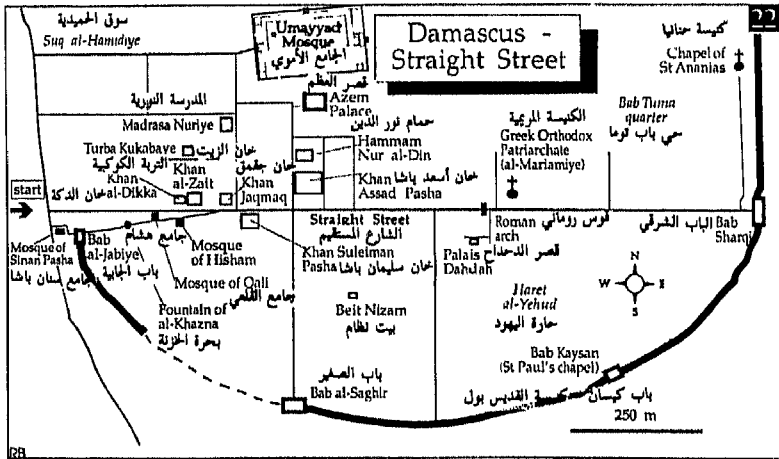 سوق الحميدية
Suq al-Hamidiye
Umayyad
Mosque
الجامع الأموي
Damascus -
Straight Street
كنيسة حنانيا
22
Chapel of
St Ananias
قصر العظم
Azem
Palace
المدرسة النورية
Madrasa Nuriye
حمام نور الدين
Hammam
Nur al-Din
الكنيسة المريمية
Greek Orthodox
Patriarchate
(al-Mariamiye)
Bab Tuma
quarter
حي باب توما
Turba Kukabaye
التربة الكوكبية
خان الزيت
Khan
al-Zait
خان جقمق
Khan
Jaqmaq
خان أسعد باشا
Khan
Assad Pasha
start
خان الدكة
Khan
al-Dikka
Straight Street
الشارع المستقيم
Roman
arch
قوس روماني
الباب الشرقي
Bab
Sharqi
Mosque of
Sinan Pasha
جامع سنان باشا
Bab
al-Jabiye
باب الجابية
جامع هشام
Mosque
of Hisham
Mosque of Qali
جامع القلعي
Khan Suleiman
Pasha
خان سليمان باشا
Palais
Dahdah
قصر الدحداح
Fountain of
al-Khazna
بحرة الخزنة
Beit Nizam
بيت نظام
Haret
al-Yehud
حارة اليهود
N
W
E
S
باب الصغير
Bab al-Saghir
Bab Kaysan
(St Paul's chapel)
باب كيسان - كنيسة القديس بول
250 m
RB